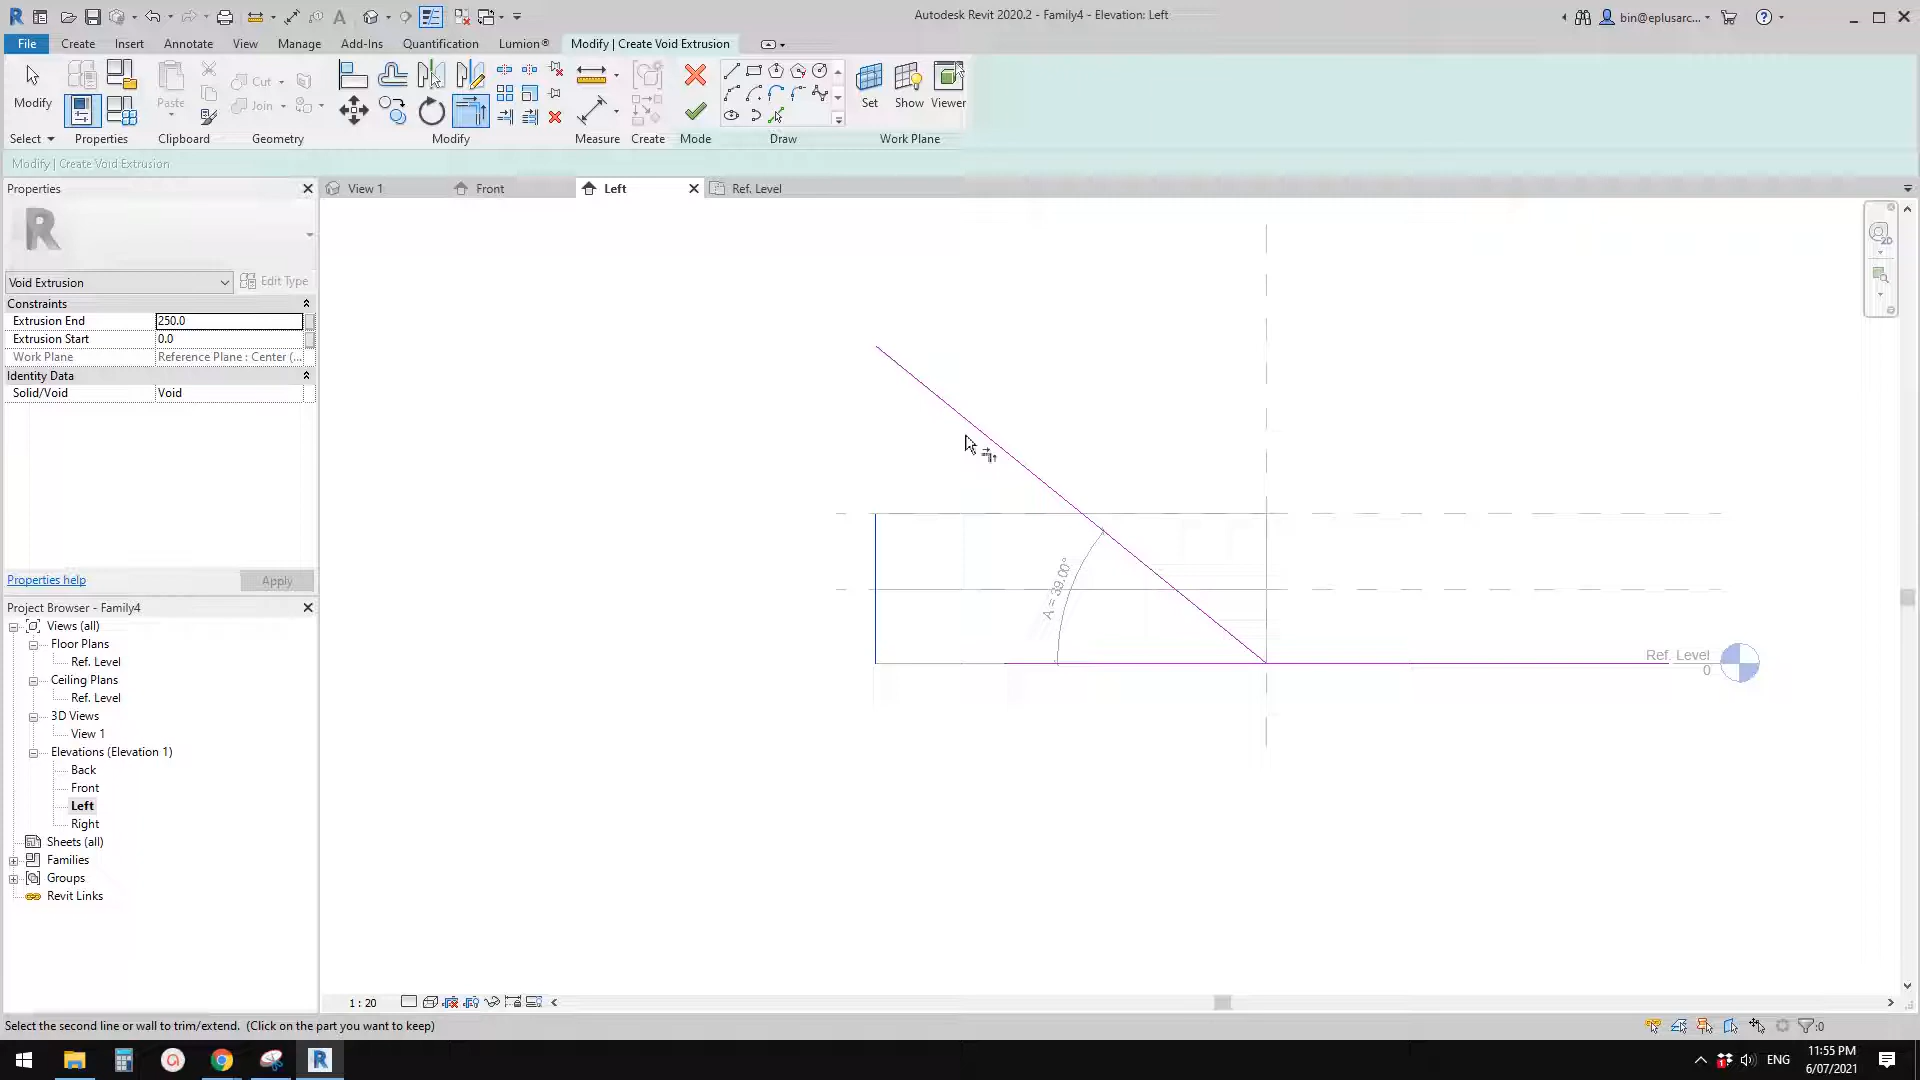 Autodesk Revit 2020.2 - Family4 - Elevation: Left
bin@eplusarc...
File Create Insert Annotate View Manage Add-Ins Quantification Lumion® Modify | Create Void Extrusion
Modify
Paste
Cut
Join
Set
Show
Viewer
Select Properties Clipboard Geometry Modify Measure Create Mode Draw Work Plane
Modify | Create Void Extrusion
Properties
View 1 Front Left Ref. Level
R
Void Extrusion
Edit Type
Constraints
Extrusion End 250.0
Extrusion Start 0.0
Work Plane Reference Plane : Center (...
Identity Data
Solid/Void Void
Properties help
Apply
A = 39.00°
Ref. Level
0
Project Browser - Family4
Views (all)
Floor Plans
Ref. Level
Ceiling Plans
Ref. Level
3D Views
View 1
Elevations (Elevation 1)
Back
Front
Left
Right
Sheets (all)
Families
Groups
Revit Links
1 : 20
Select the second line or wall to trim/extend. (Click on the part you want to keep)
:0
ENG
11:55 PM
6/07/2021